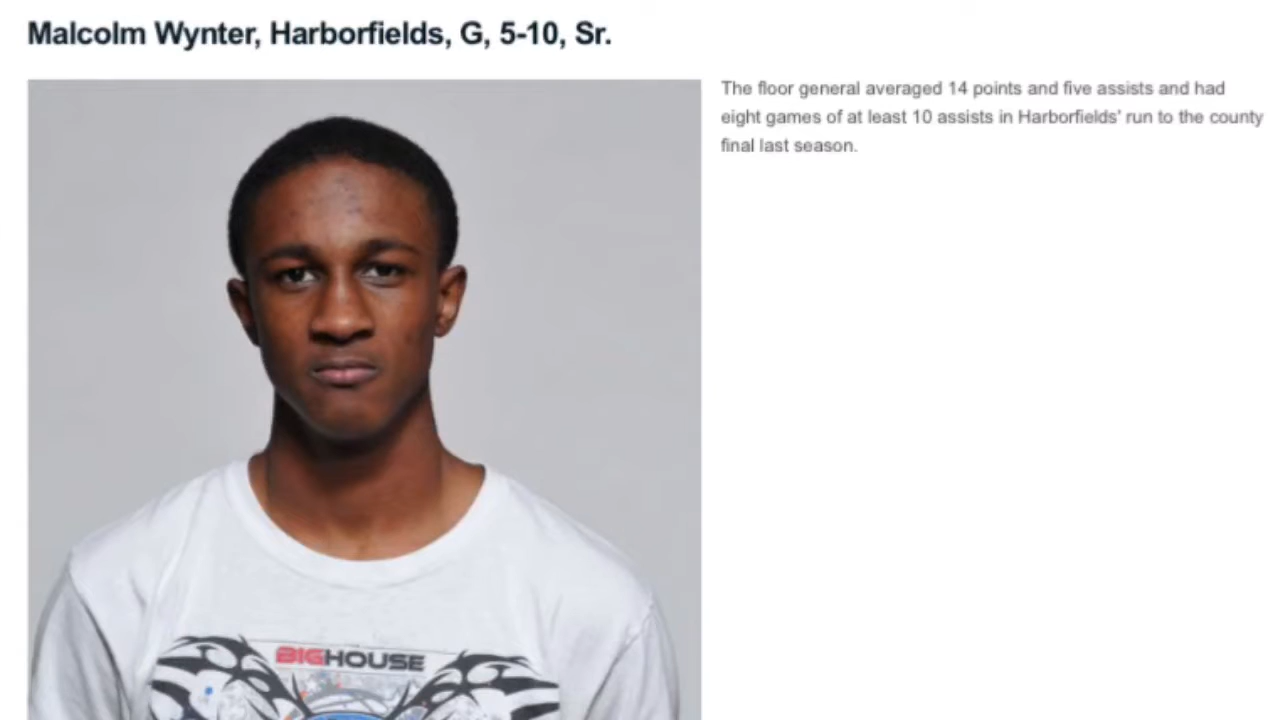 Malcolm Wynter, Harborfields, G, 5-10, Sr.
The floor general averaged 14 points and five assists and had
eight games of at least 10 assists in Harborfields' run to the county
final last season.
BIGHOUSE